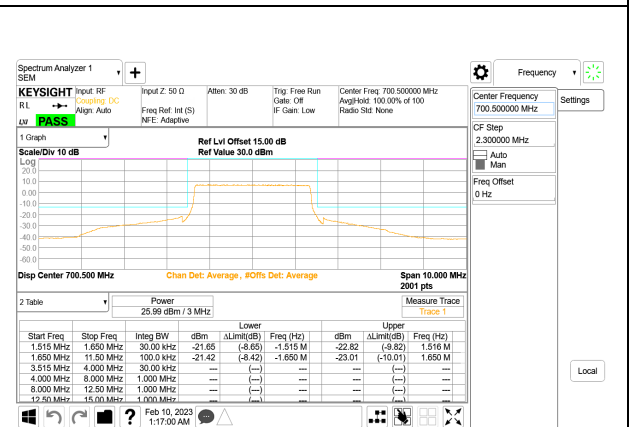 Spectrum Analyzer 1
SEM
+
Frequency
KEYSIGHT Input: RF Input Z: 50 Ω Atten: 30 dB Trig: Free Run Center Freq: 700.500000 MHz
RL Coupling: DC Gate: Off Avg|Hold: 100.00% of 100
Align: Auto Freq Ref: Int (S) IF Gain: Low Radio Std: None
NFE: Adaptive
LXI PASS
Center Frequency
700.500000 MHz
Settings
CF Step
2.300000 MHz
Auto
Man
Freq Offset
0 Hz
1 Graph
Ref Lvl Offset 15.00 dB
Scale/Div 10 dB Ref Value 30.0 dBm
Log
20.0
10.0
0.00
-10.0
-20.0
-30.0
-40.0
-50.0
-60.0
Disp Center 700.500 MHz Chan Det: Average , #Offs Det: Average Span 10.000 MHz
2001 pts
2 Table Power Measure Trace
25.99 dBm / 3 MHz Trace 1
Lower Upper
Start Freq Stop Freq Integ BW dBm ΔLimit(dB) Freq (Hz) dBm ΔLimit(dB) Freq (Hz)
1.515 MHz 1.650 MHz 30.00 kHz -21.65 (-8.65) -1.515 M -22.82 (-9.82) 1.516 M
1.650 MHz 11.50 MHz 100.0 kHz -21.42 (-8.42) -1.650 M -23.01 (-10.01) 1.650 M
3.515 MHz 4.000 MHz 30.00 kHz --- (---) --- --- (---) ---
4.000 MHz 8.000 MHz 1.000 MHz --- (---) --- --- (---) ---
8.000 MHz 12.50 MHz 1.000 MHz --- (---) --- --- (---) ---
12.50 MHz 15.00 MHz 1.000 MHz --- (---) --- --- (---) ---
Local
? Feb 10, 2023
1:17:00 AM